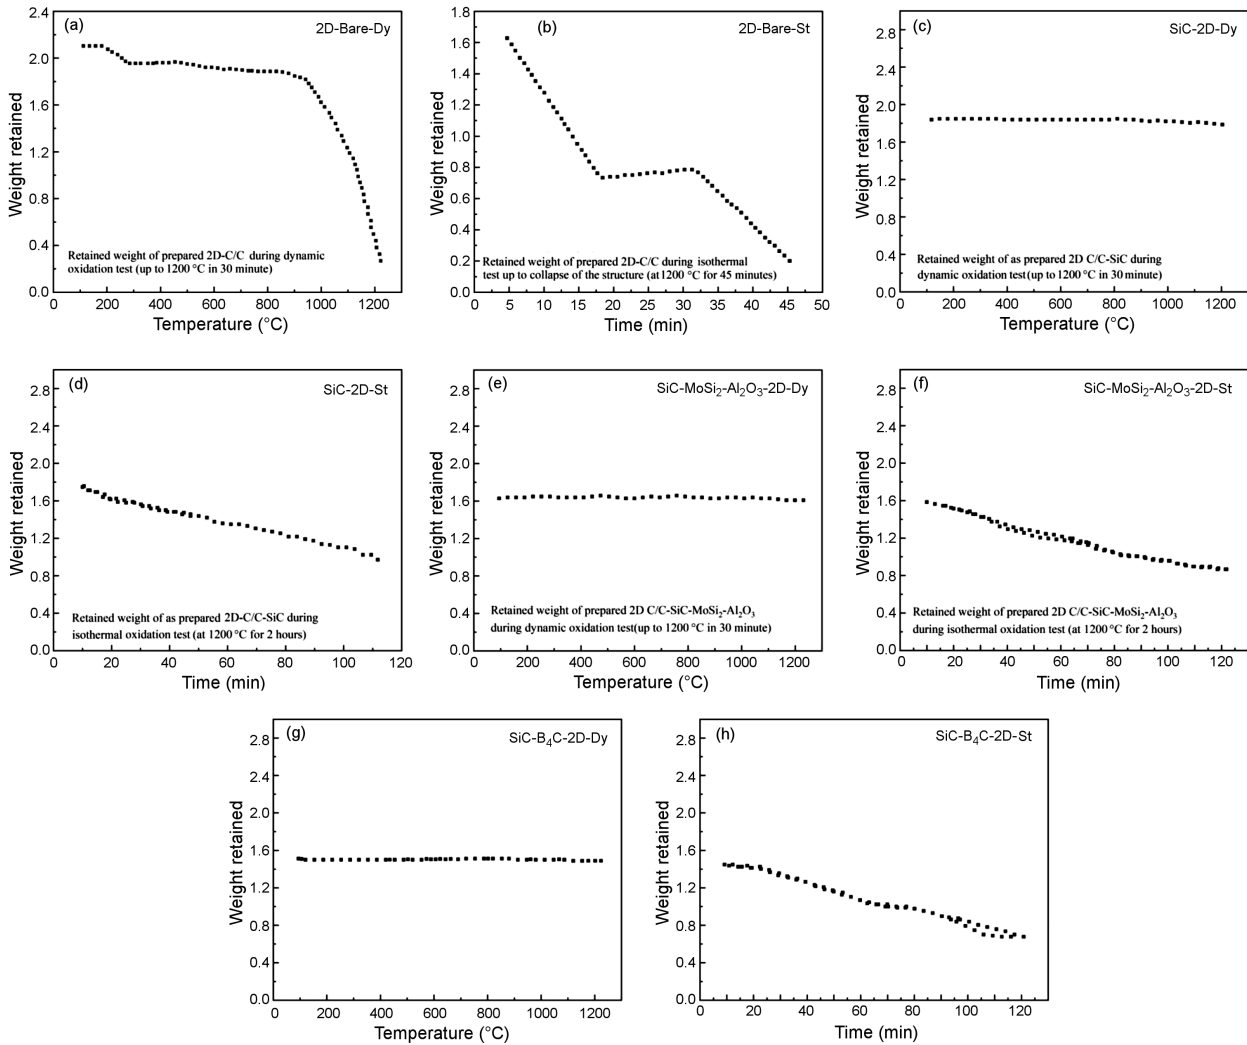 (a)
2D-Bare-Dy
2.4
2.0
1.6
1.2
0.8
0.4
0.0
Weight retained
Retained weight of prepared 2D-C/C during dynamic
oxidation test (up to 1200 °C in 30 minute)
0 200 400 600 800 1000 1200
Temperature (°C)
(b)
2D-Bare-St
1.8
1.6
1.4
1.2
1.0
0.8
0.6
0.4
0.2
0.0
Weight retained
Retained weight of prepared 2D-C/C during isothermal
test up to collapse of the structure (at 1200 °C for 45 minutes)
0 5 10 15 20 25 30 35 40 45 50
Time (min)
(c)
SiC-2D-Dy
2.8
2.4
2.0
1.6
1.2
0.8
0.4
0.0
Weight retained
Retained weight of as prepared 2D C/C-SiC during
dynamic oxidation test (up to 1200 °C in 30 minute)
0 200 400 600 800 1000 1200
Temperature (°C)
(d)
SiC-2D-St
2.8
2.4
2.0
1.6
1.2
0.8
0.4
0.0
Weight retained
Retained weight of as prepared 2D-C/C-SiC during
isothermal oxidation test (at 1200 °C for 2 hours)
0 20 40 60 80 100 120
Time (min)
(e)
SiC-MoSi₂-Al₂O₃-2D-Dy
2.8
2.4
2.0
1.6
1.2
0.8
0.4
0.0
Weight retained
Retained weight of prepared 2D C/C-SiC-MoSi₂-Al₂O₃
during dynamic oxidation test(up to 1200 °C in 30 minute)
0 200 400 600 800 1000 1200
Temperature (°C)
(f)
SiC-MoSi₂-Al₂O₃-2D-St
2.8
2.4
2.0
1.6
1.2
0.8
0.4
0.0
Weight retained
Retained weight of prepared 2D C/C-SiC-MoSi₂-Al₂O₃
during isothermal oxidation test (at 1200 °C for 2 hours)
0 20 40 60 80 100 120
Time (min)
(g)
SiC-B₄C-2D-Dy
2.8
2.4
2.0
1.6
1.2
0.8
0.4
0.0
Weight retained
0 200 400 600 800 1000 1200
Temperature (°C)
(h)
SiC-B₄C-2D-St
2.8
2.4
2.0
1.6
1.2
0.8
0.4
0.0
Weight retained
0 20 40 60 80 100 120
Time (min)